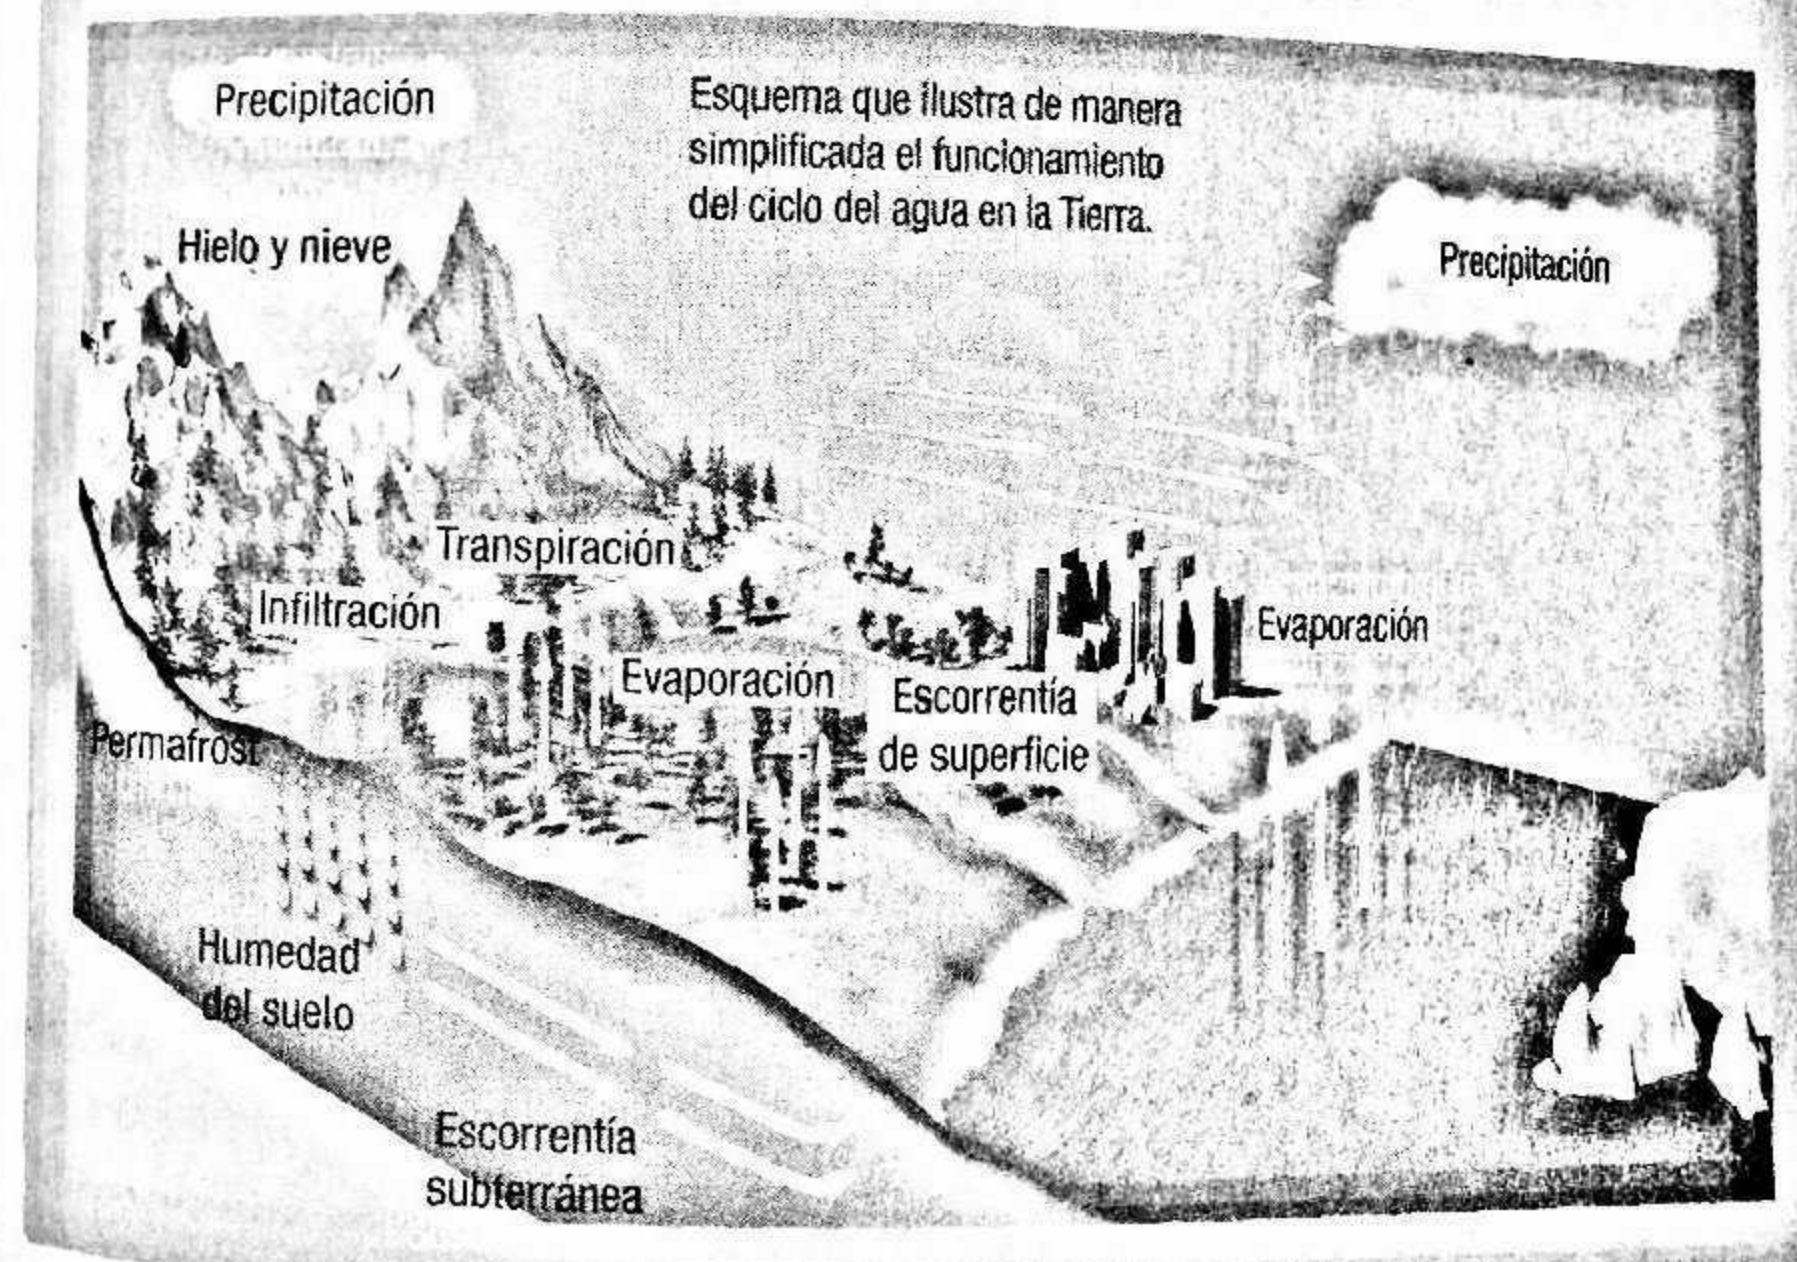 Precipitación
Esquema que ilustra de manera
simplificada el funcionamiento
del ciclo del agua en la Tierra.
Precipitación
Hielo y nieve
Transpiración
Infiltración
Evaporación
Evaporación
Escorrentía
de superficie
Permafrost
Humedad
del suelo
Escorrentía
subterránea